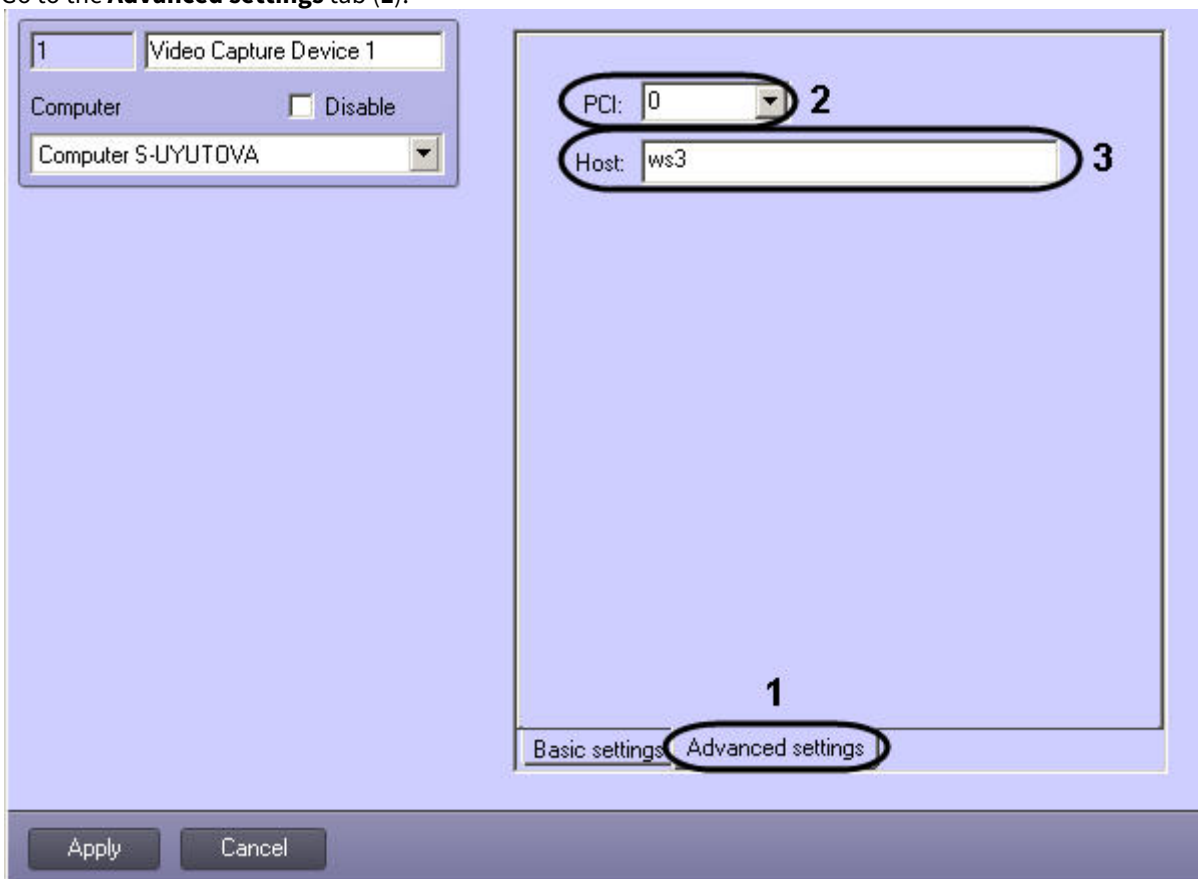 Go to the Advanced settings tab (1).
1 Video Capture Device 1
Computer Disable
Computer S-UYUTOVA
PCI: 0 2
Host: ws3 3
1
Basic settings Advanced settings
Apply Cancel